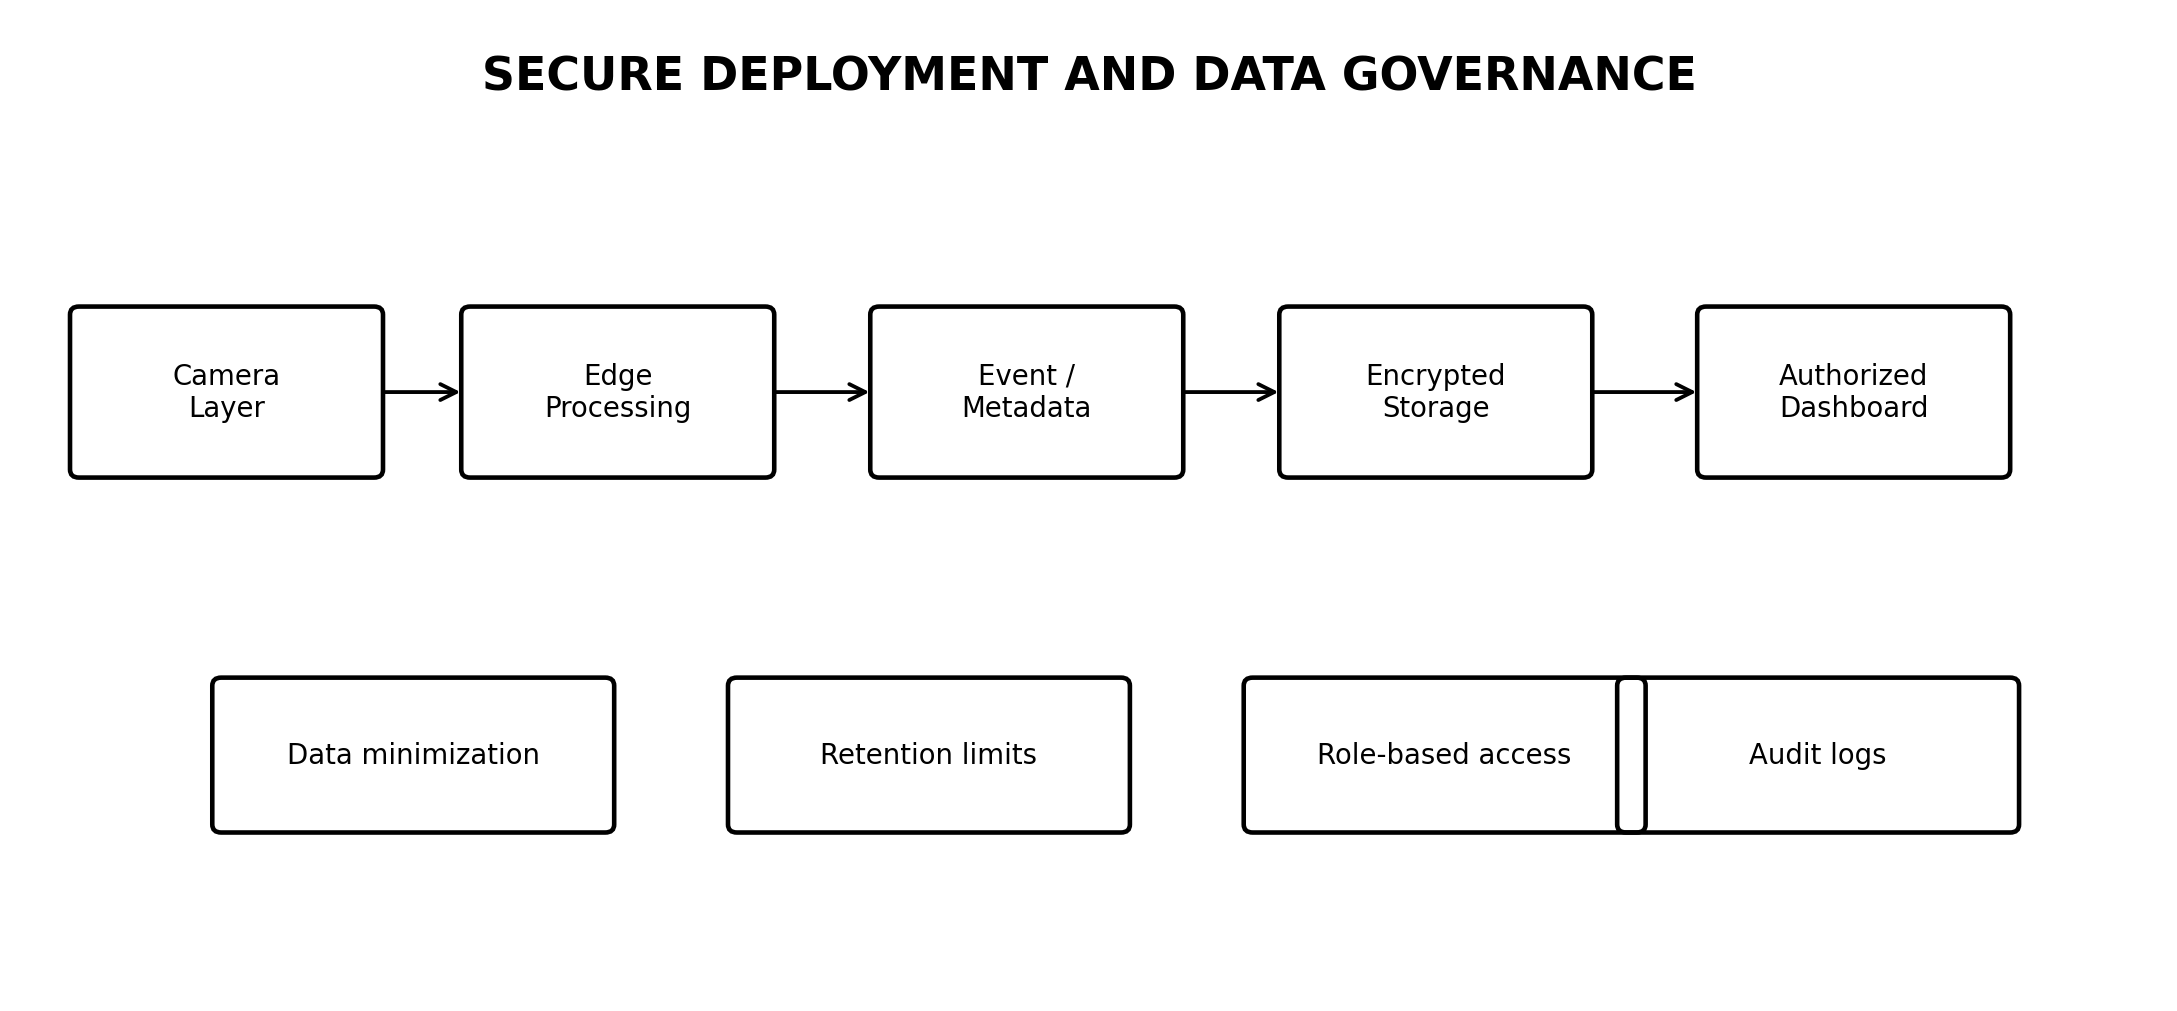 SECURE DEPLOYMENT AND DATA GOVERNANCE
Camera
Layer
Edge
Processing
Event /
Metadata
Encrypted
Storage
Authorized
Dashboard
Data minimization
Retention limits
Role-based access
Audit logs